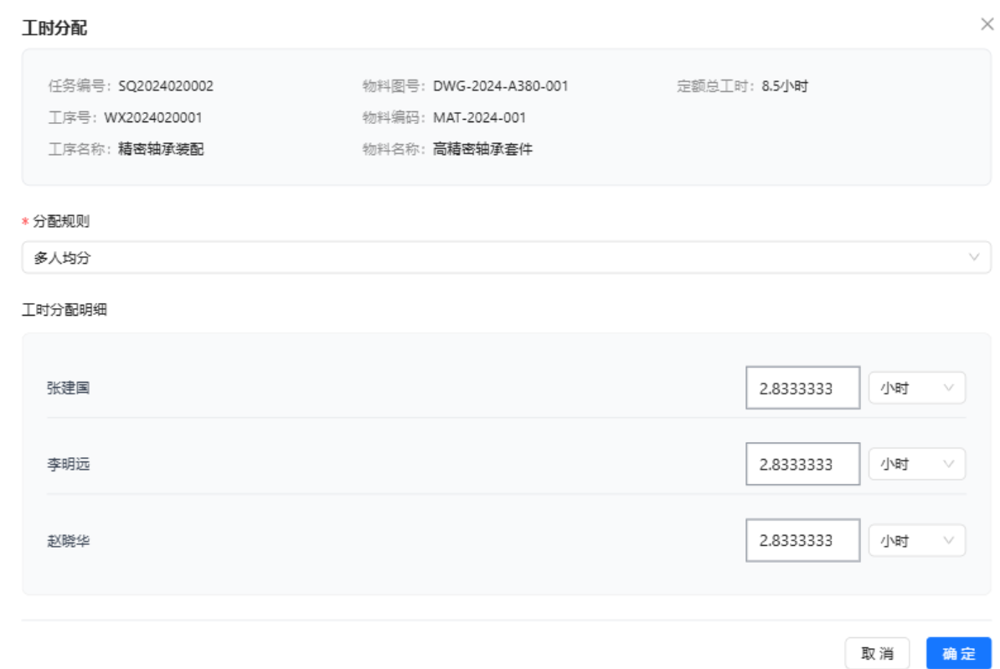 工时分配
任务编号：SQ2024020002 物料图号：DWG-2024-A380-001 定额总工时：8.5小时
工序号：WX2024020001 物料编码：MAT-2024-001
工序名称：精密轴承装配 物料名称：高精密轴承套件
* 分配规则
多人均分
工时分配明细
张建国 2.8333333 小时
李明远 2.8333333 小时
赵晓华 2.8333333 小时
取 消 确 定